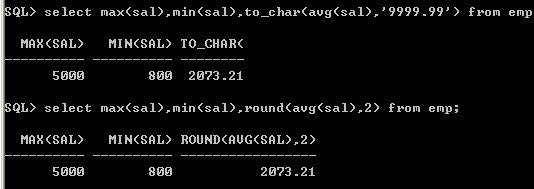 SQL> select max(sal),min(sal),to_char(avg(sal),'9999.99') from emp
MAX(SAL) MIN(SAL) TO_CHAR(
---------- ---------- --------
5000 800 2073.21
SQL> select max(sal),min(sal),round(avg(sal),2) from emp;
MAX(SAL) MIN(SAL) ROUND(AVG(SAL),2)
---------- ---------- -----------------
5000 800 2073.21